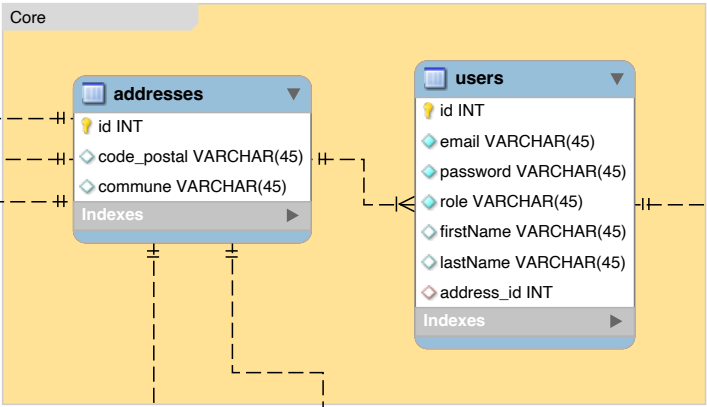 Core
addresses
id INT
code_postal VARCHAR(45)
commune VARCHAR(45)
Indexes
users
id INT
email VARCHAR(45)
password VARCHAR(45)
role VARCHAR(45)
firstName VARCHAR(45)
lastName VARCHAR(45)
address_id INT
Indexes